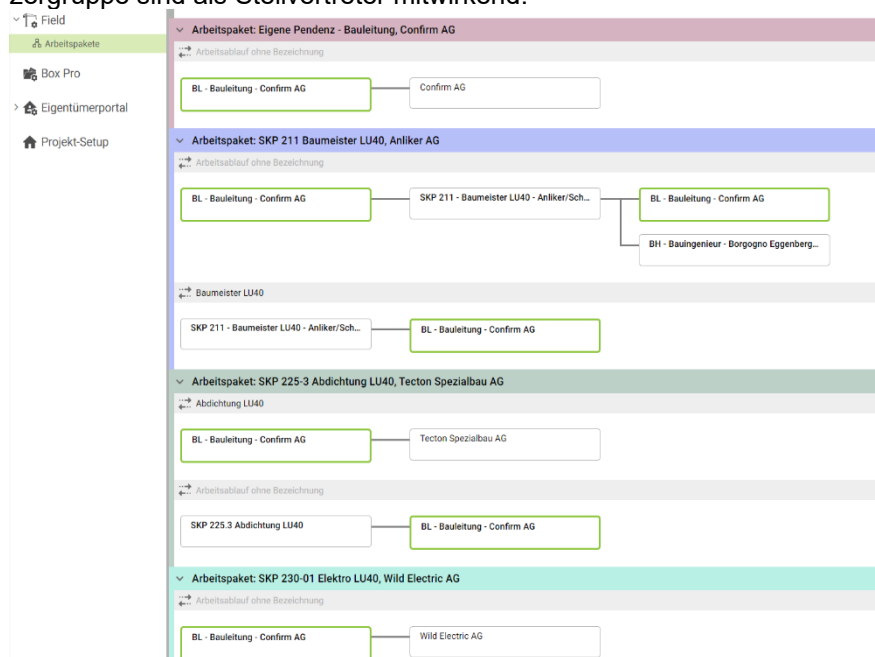 zergruppe sind als Stellvertreter mitwirkend.
Field
Arbeitspakete
Box Pro
Eigentümerportal
Projekt-Setup
Arbeitspaket: Eigene Pendenz - Bauleitung, Confirm AG
Arbeitsablauf ohne Bezeichnung
BL - Bauleitung - Confirm AG
Confirm AG
Arbeitspaket: SKP 211 Baumeister LU40, Anliker AG
Arbeitsablauf ohne Bezeichnung
BL - Bauleitung - Confirm AG
SKP 211 - Baumeister LU40 - Anliker/Sch...
BL - Bauleitung - Confirm AG
BH - Bauingenieur - Borgogno Eggenberg...
Baumeister LU40
SKP 211 - Baumeister LU40 - Anliker/Sch...
BL - Bauleitung - Confirm AG
Arbeitspaket: SKP 225-3 Abdichtung LU40, Tecton Spezialbau AG
Abdichtung LU40
BL - Bauleitung - Confirm AG
Tecton Spezialbau AG
Arbeitsablauf ohne Bezeichnung
SKP 225.3 Abdichtung LU40
BL - Bauleitung - Confirm AG
Arbeitspaket: SKP 230-01 Elektro LU40, Wild Electric AG
Arbeitsablauf ohne Bezeichnung
BL - Bauleitung - Confirm AG
Wild Electric AG